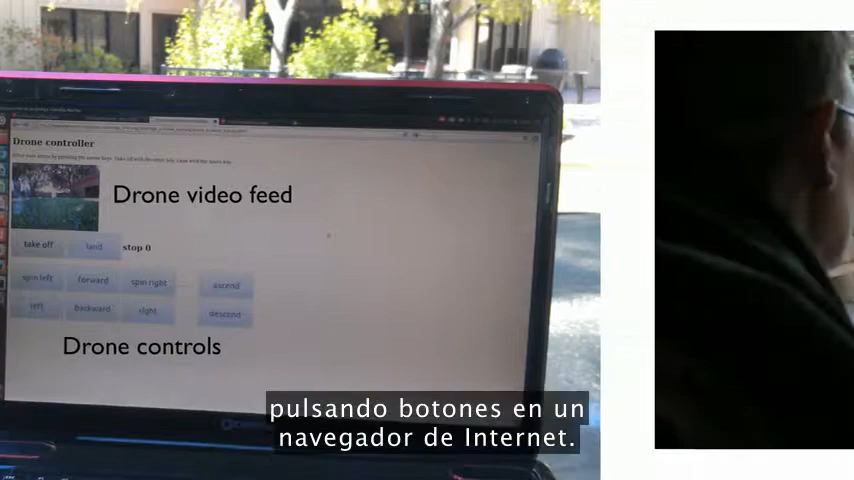 Drone controller
Drone video feed
take off land stop 0
spin left forward spin right ascend
left backward right descend
Drone controls
pulsando botones en un
navegador de Internet.